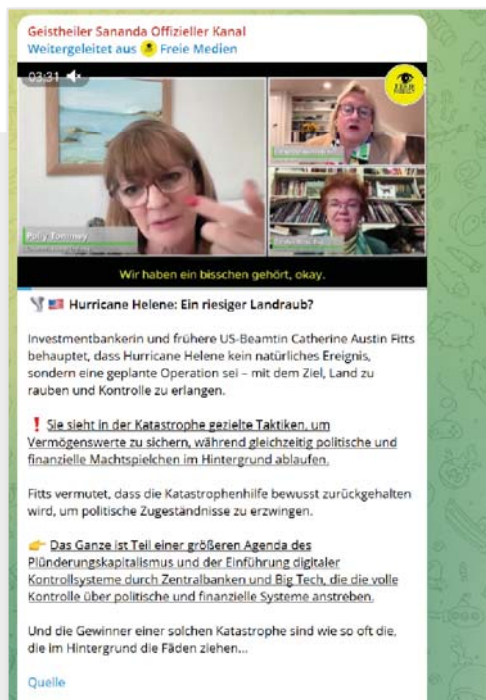 Geistheiler Sananda Offizieller Kanal
Weitergeleitet aus Freie Medien
03:31
Polly Tommey
Wir haben ein bisschen gehört, okay.
Hurricane Helene: Ein riesiger Landraub?
Investmentbankerin und frühere US-Beamtin Catherine Austin Fitts
behauptet, dass Hurricane Helene kein natürliches Ereignis,
sondern eine geplante Operation sei – mit dem Ziel, Land zu
rauben und Kontrolle zu erlangen.
Sie sieht in der Katastrophe gezielte Taktiken, um
Vermögenswerte zu sichern, während gleichzeitig politische und
finanzielle Machtspielchen im Hintergrund ablaufen.
Fitts vermutet, dass die Katastrophenhilfe bewusst zurückgehalten
wird, um politische Zugeständnisse zu erzwingen.
Das Ganze ist Teil einer größeren Agenda des
Plünderungskapitalismus und der Einführung digitaler
Kontrollsysteme durch Zentralbanken und Big Tech, die die volle
Kontrolle über politische und finanzielle Systeme anstreben.
Und die Gewinner einer solchen Katastrophe sind wie so oft die,
die im Hintergrund die Fäden ziehen...
Quelle